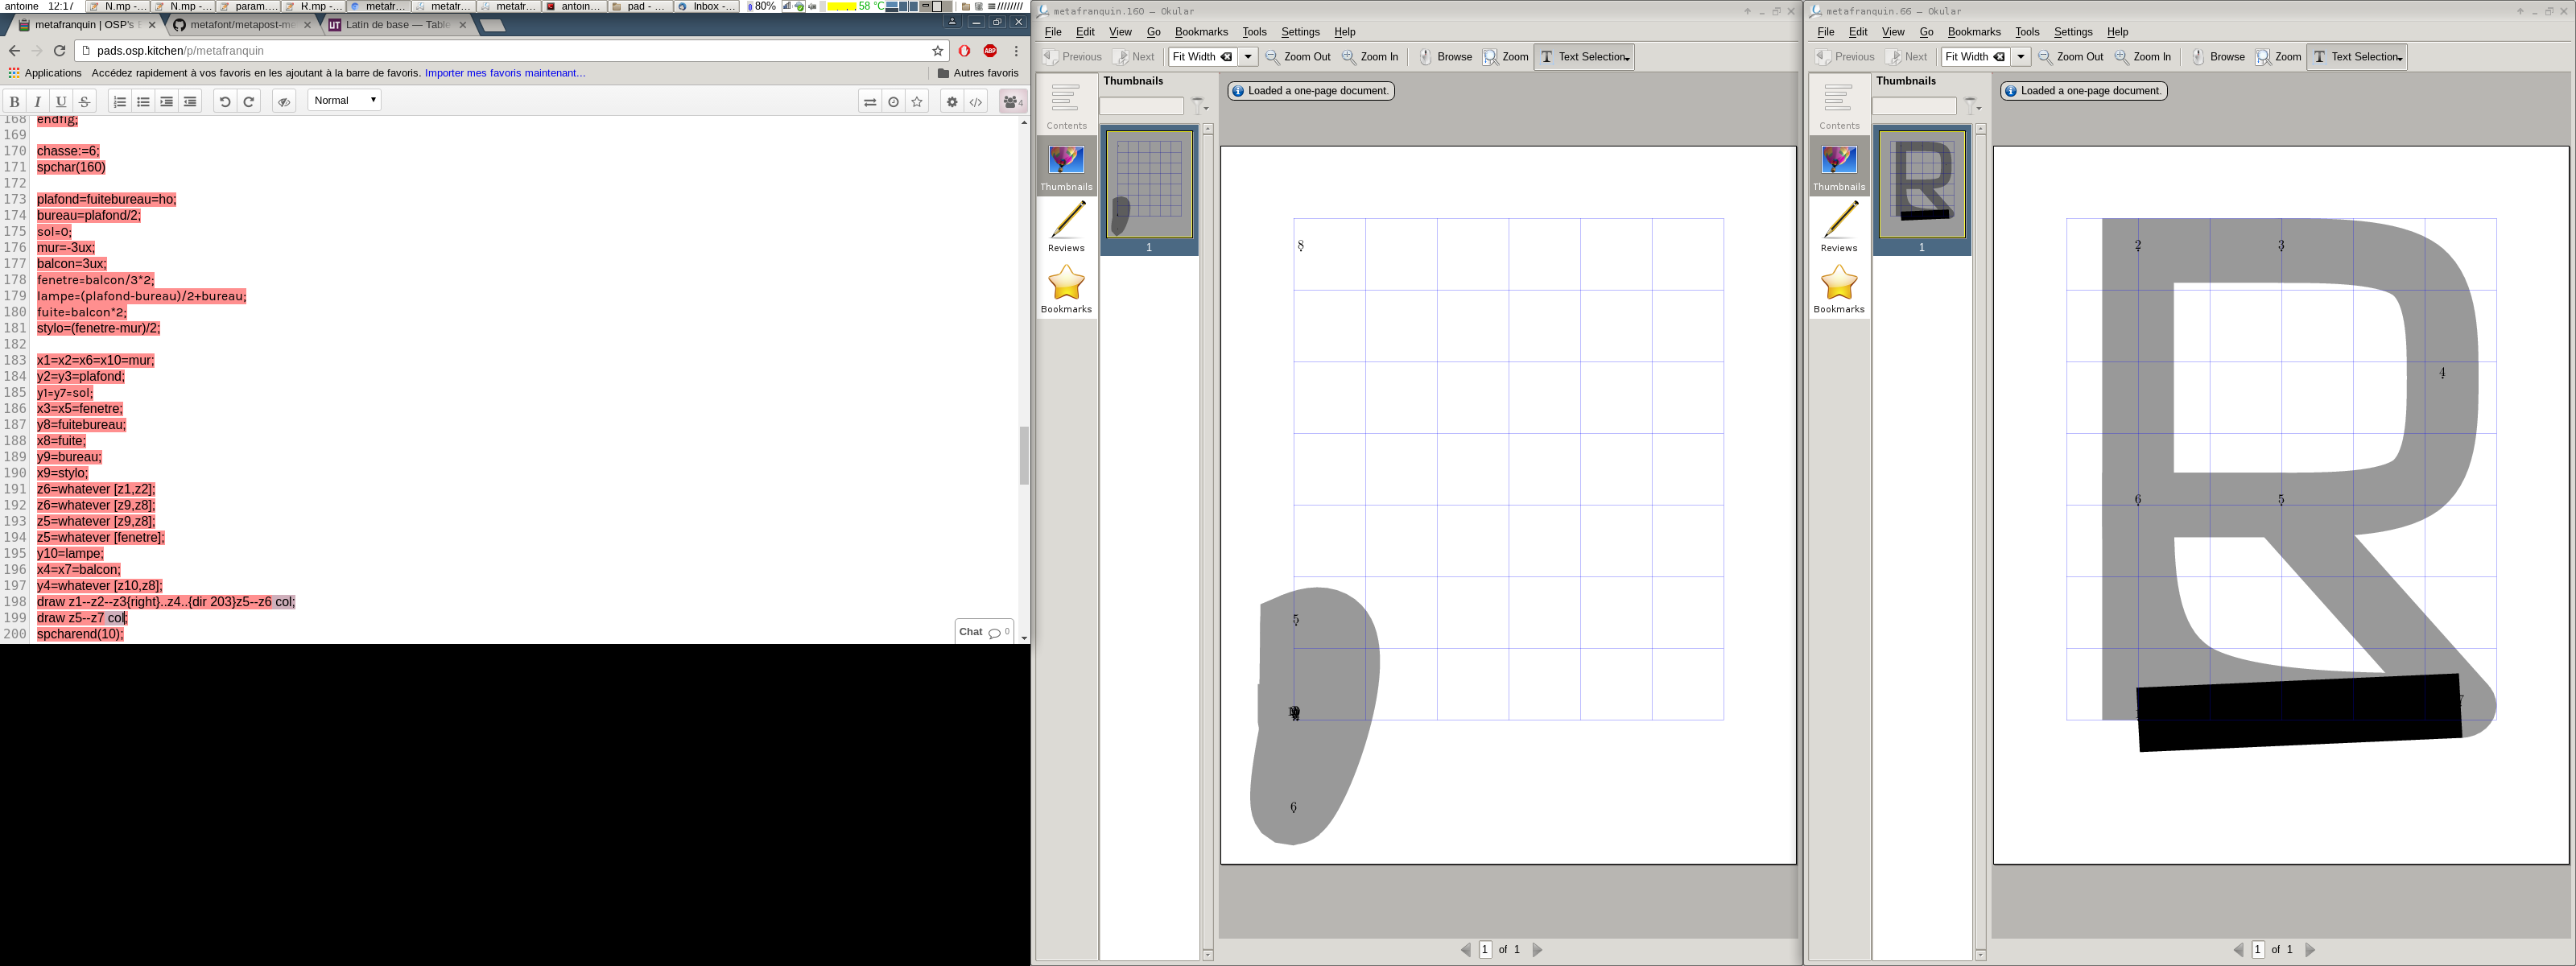 antoine 12:17 N.mp -... N.mp -... param.... R.mp -... metafr... metafr... metafr... antoin... pad - ... Inbox -... 80% 58 °C
metafranquin | OSP's metafont/metapost-me Latin de base — Table
pads.osp.kitchen/p/metafranquin
Applications Accédez rapidement à vos favoris en les ajoutant à la barre de favoris. Importer mes favoris maintenant... Autres favoris
B I U S Normal 4
168 endfig;
169
170 chasse:=6;
171 spchar(160)
172
173 plafond=fuitebureau=ho;
174 bureau=plafond/2;
175 sol=0;
176 mur=-3ux;
177 balcon=3ux;
178 fenetre=balcon/3*2;
179 lampe=(plafond-bureau)/2+bureau;
180 fuite=balcon*2;
181 stylo=(fenetre-mur)/2;
182
183 x1=x2=x6=x10=mur;
184 y2=y3=plafond;
185 y1=y7=sol;
186 x3=x5=fenetre;
187 y8=fuitebureau;
188 x8=fuite;
189 y9=bureau;
190 x9=stylo;
191 z6=whatever [z1,z2];
192 z6=whatever [z9,z8];
193 z5=whatever [z9,z8];
194 z5=whatever [fenetre];
195 y10=lampe;
196 x4=x7=balcon;
197 y4=whatever [z10,z8];
198 draw z1--z2--z3{right}..z4..{dir 203}z5--z6 col;
199 draw z5--z7 col;
200 spcharend(10);
Chat 0
metafranquin.160 — Okular
File Edit View Go Bookmarks Tools Settings Help
Previous Next Fit Width Zoom Out Zoom In Browse Zoom Text Selection
Thumbnails
Loaded a one-page document.
Contents
Thumbnails
Reviews
Bookmarks
1
8
5
6
1 of 1
metafranquin.66 — Okular
File Edit View Go Bookmarks Tools Settings Help
Previous Next Fit Width Zoom Out Zoom In Browse Zoom Text Selection
Thumbnails
Loaded a one-page document.
Contents
Thumbnails
Reviews
Bookmarks
1
R
2 3
4
6 5
7
1 of 1